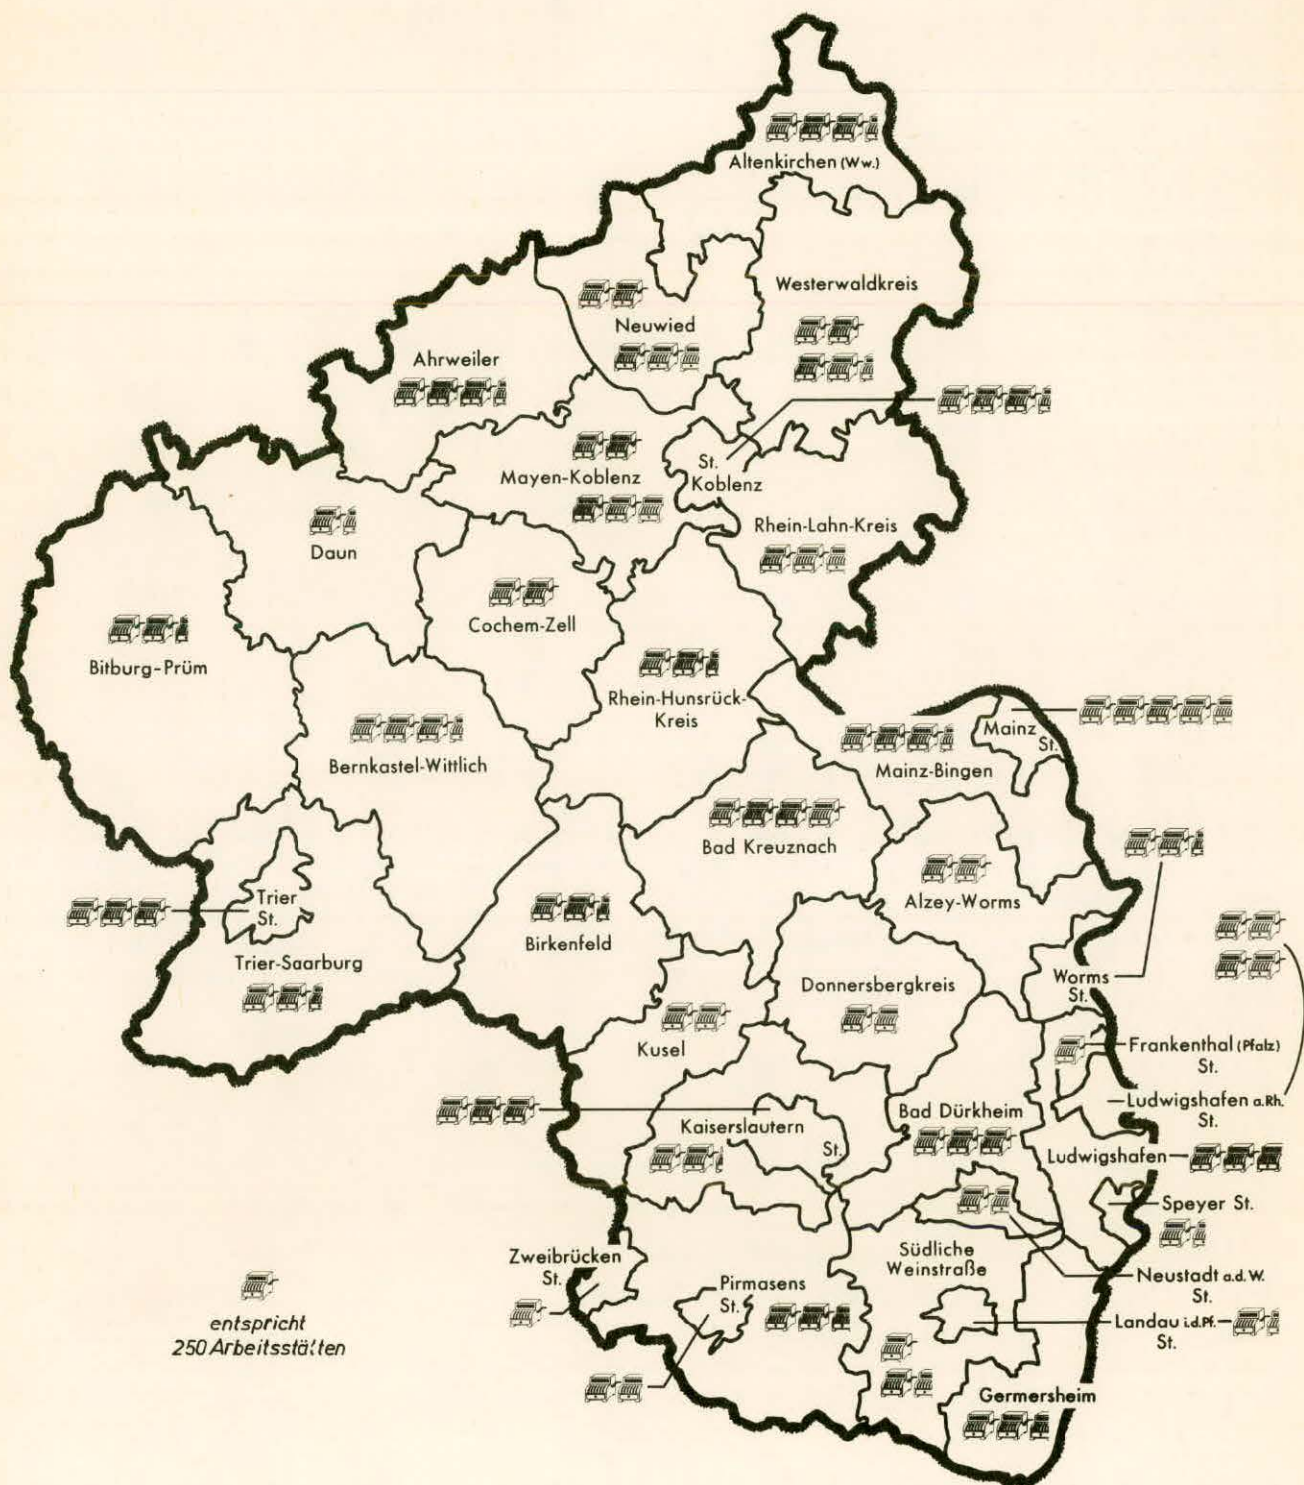 Altenkirchen (Ww.)
Westerwaldkreis
Neuwied
Ahrweiler
Mayen-Koblenz
St.
Koblenz
Rhein-Lahn-Kreis
Daun
Cochem-Zell
Bitburg-Prüm
Rhein-Hunsrück-
Kreis
Bernkastel-Wittlich
Mainz
St.
Mainz-Bingen
Bad Kreuznach
Alzey-Worms
Trier
St.
Birkenfeld
Trier-Saarburg
Worms
St.
Donnersbergkreis
Kusel
Frankenthal (Pfalz)
St.
Ludwigshafen a.Rh.
St.
Bad Dürkheim
Kaiserslautern
St.
Ludwigshafen
Speyer St.
Zweibrücken
St.
Südliche
Weinstraße
Pirmasens
St.
Neustadt a.d.W.
St.
Landau i.d.Pf.
St.
Germersheim
entspricht
250 Arbeitsstätten